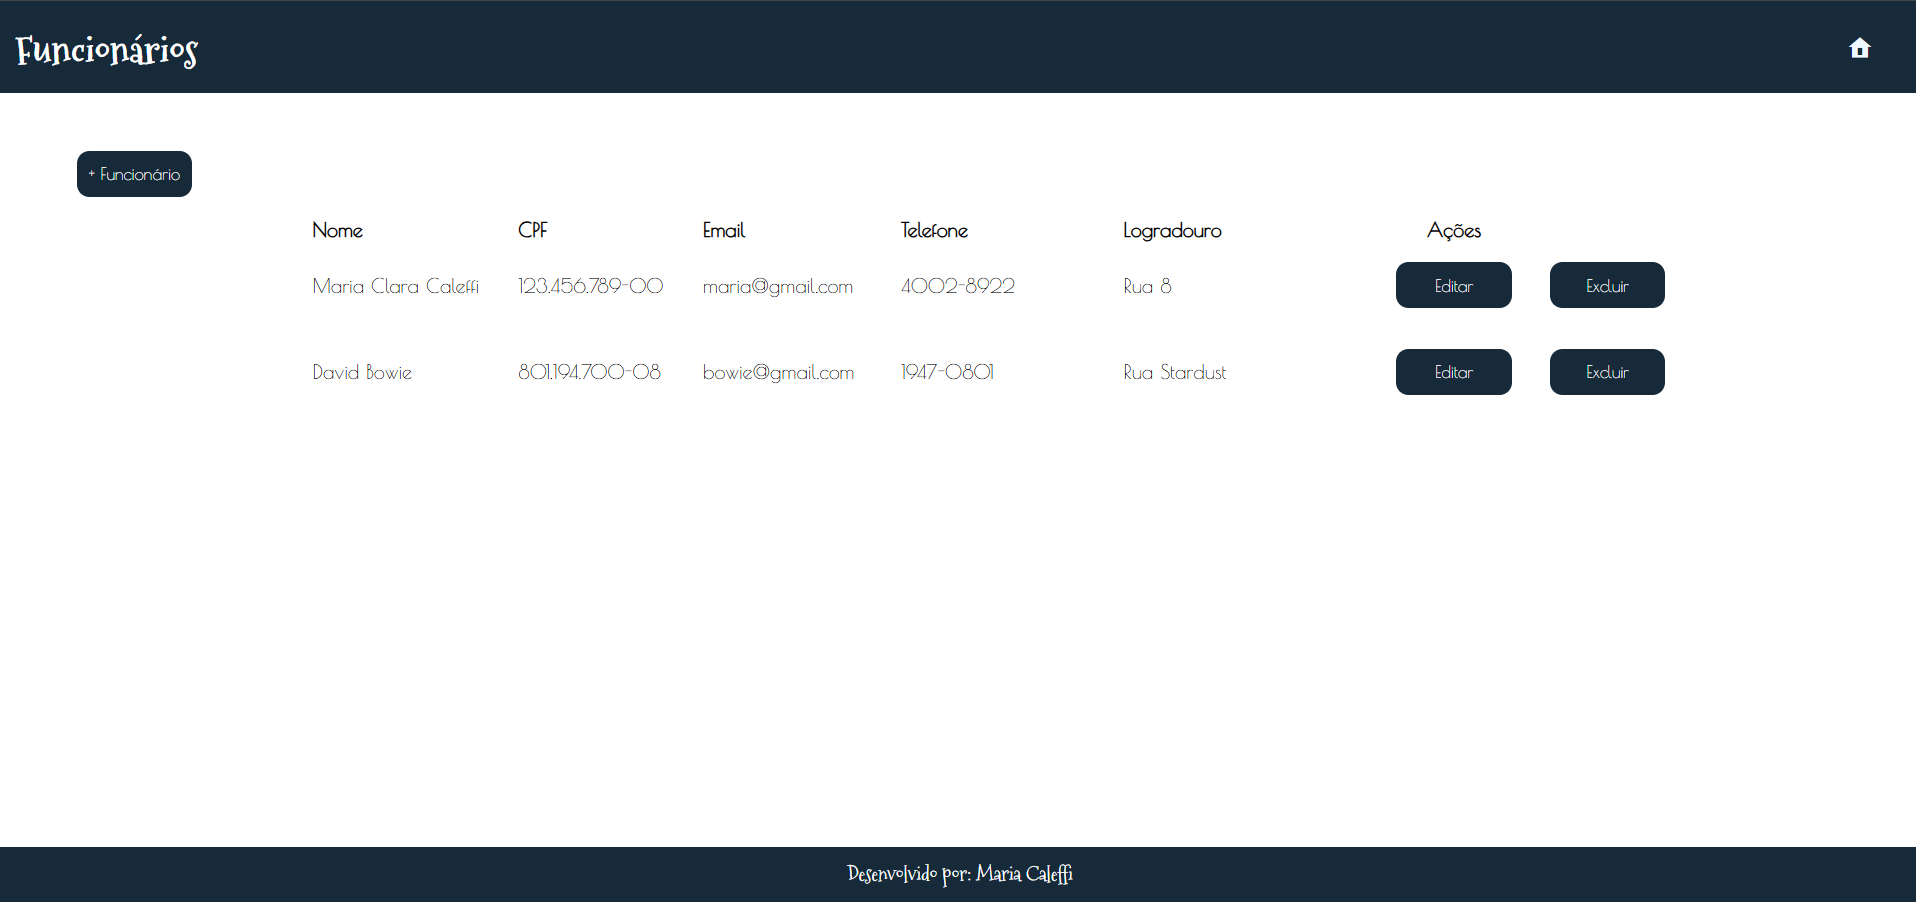 Funcionários
+ Funcionário
Nome CPF Email Telefone Logradouro Ações
Maria Clara Caleffi 123.456.789-00 maria@gmail.com 4002-8922 Rua 8 Editar Excluir
David Bowie 801.194.700-08 bowie@gmail.com 1947-0801 Rua Stardust Editar Excluir
Desenvolvido por: Maria Caleffi